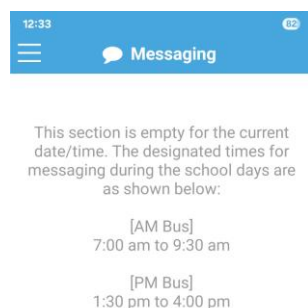 12:33
82
Messaging
This section is empty for the current
date/time. The designated times for
messaging during the school days are
as shown below:
[AM Bus]
7:00 am to 9:30 am
[PM Bus]
1:30 pm to 4:00 pm